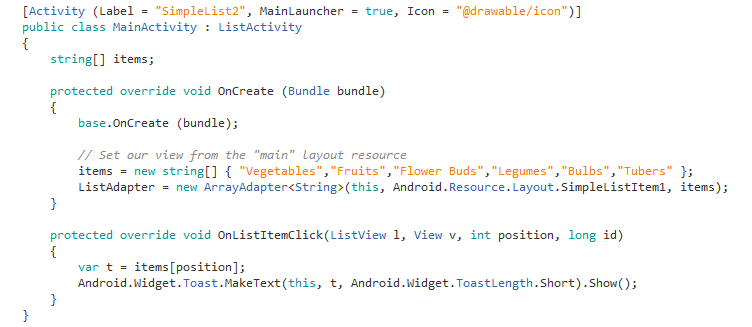 [Activity (Label = "SimpleList2", MainLauncher = true, Icon = "@drawable/icon")]
public class MainActivity : ListActivity
{
    string[] items;

    protected override void OnCreate (Bundle bundle)
    {
        base.OnCreate (bundle);

        // Set our view from the "main" layout resource
        items = new string[] { "Vegetables","Fruits","Flower Buds","Legumes","Bulbs","Tubers" };
        ListAdapter = new ArrayAdapter<String>(this, Android.Resource.Layout.SimpleListItem1, items);
    }

    protected override void OnListItemClick(ListView l, View v, int position, long id)
    {
        var t = items[position];
        Android.Widget.Toast.MakeText(this, t, Android.Widget.ToastLength.Short).Show();
    }
}